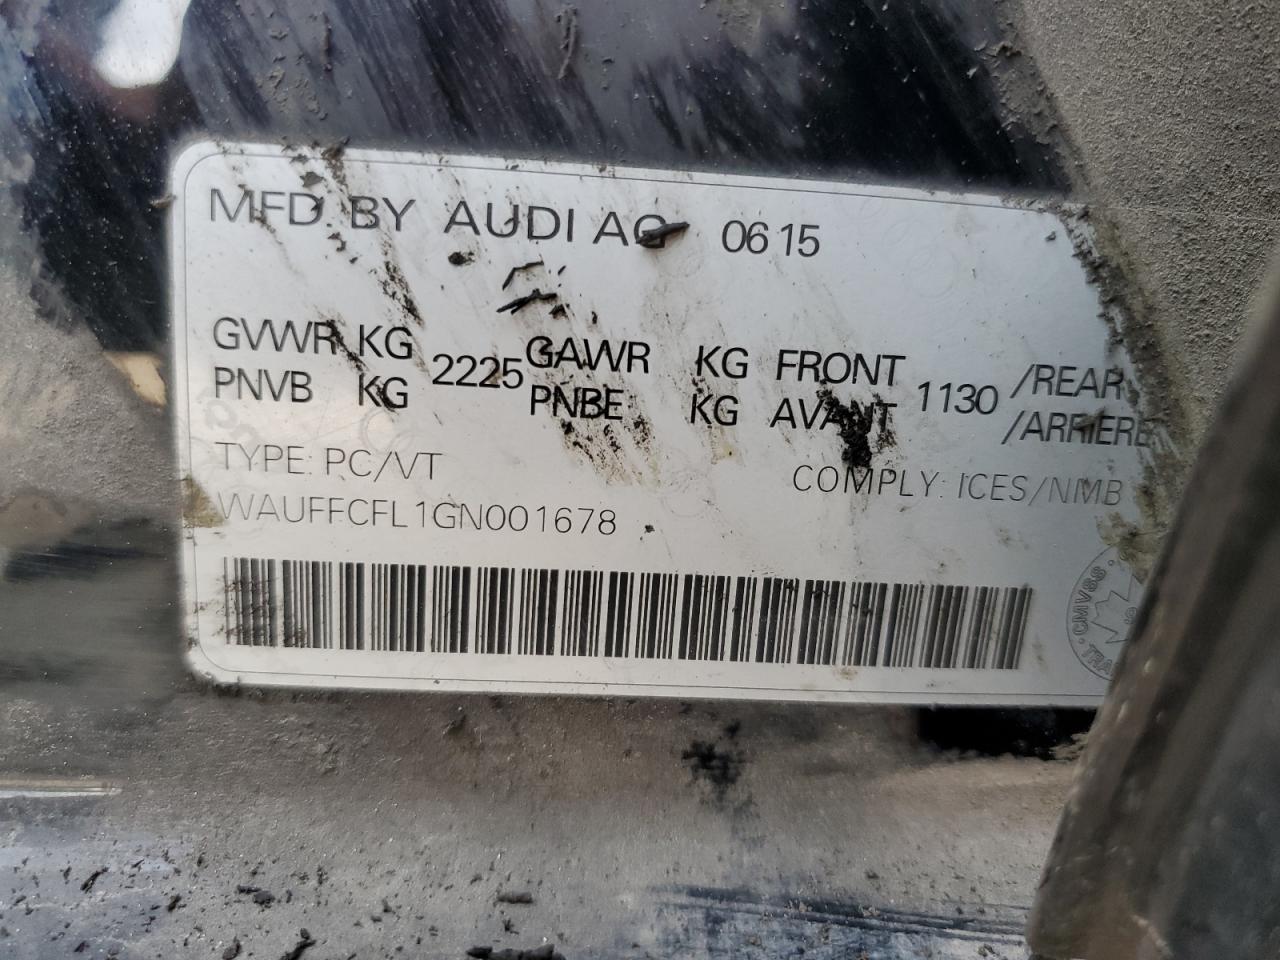 MFD. BY AUDI AG 06 15
GVWR KG 2225 GAWR KG FRONT 1130 /REAR
PNVB KG PNBE KG AVANT /ARRIERE
TYPE: PC/VT COMPLY: ICES/NMB
WAUFFCFL1GN001678
CMVSS